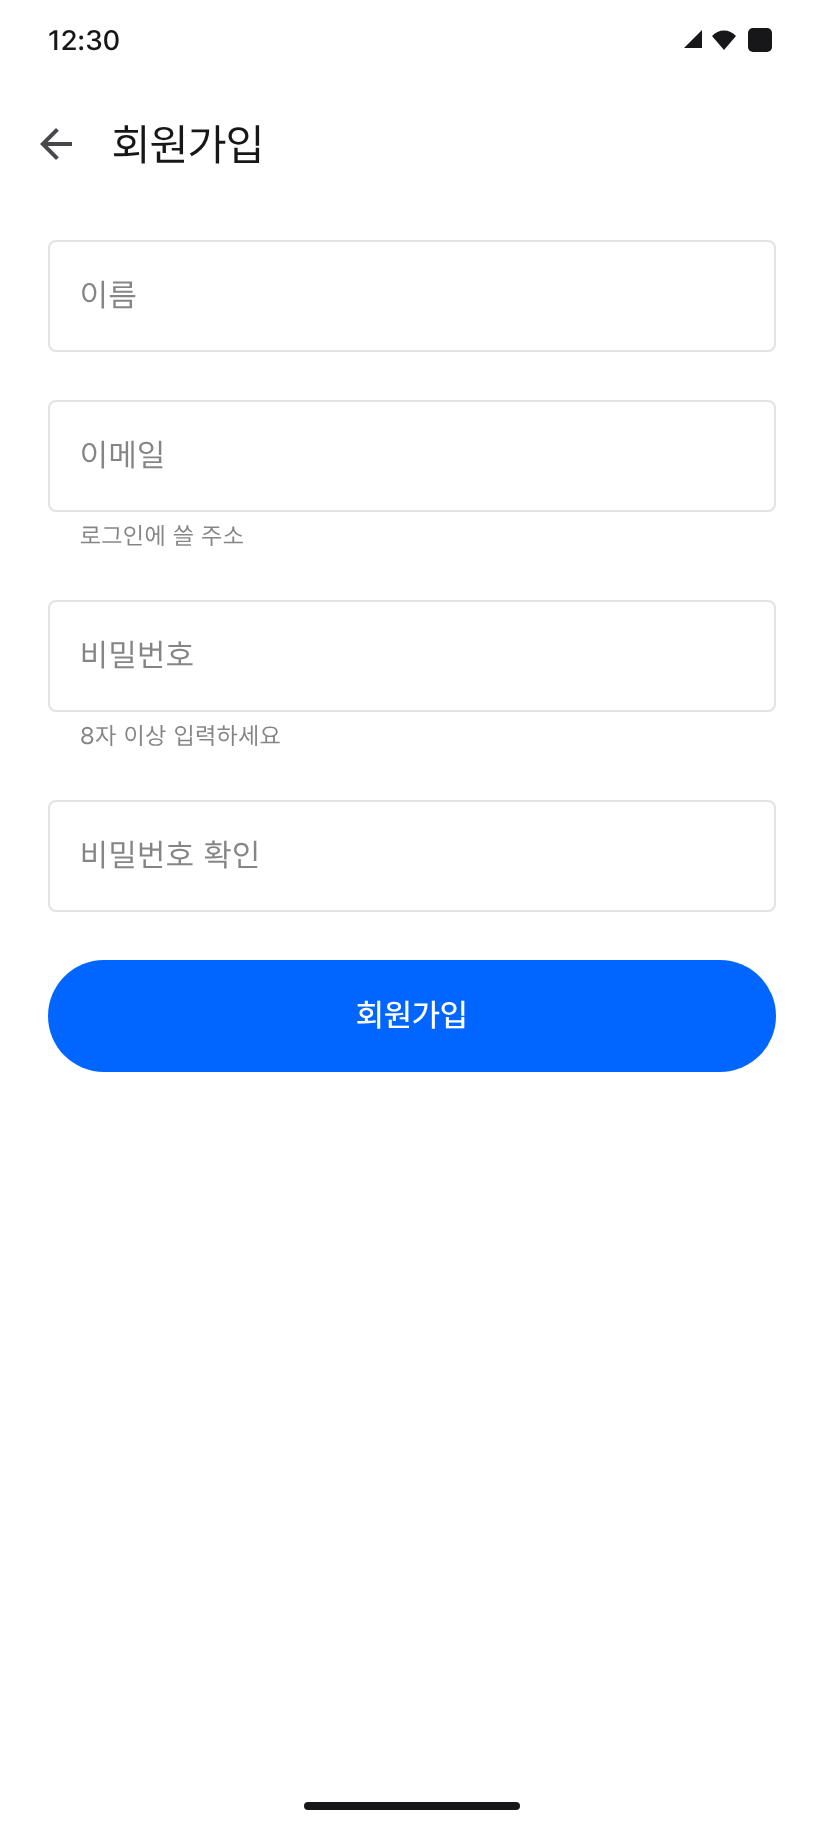 12:30
회원가입
이름
이메일
로그인에 쓸 주소
비밀번호
8자 이상 입력하세요
비밀번호 확인
회원가입